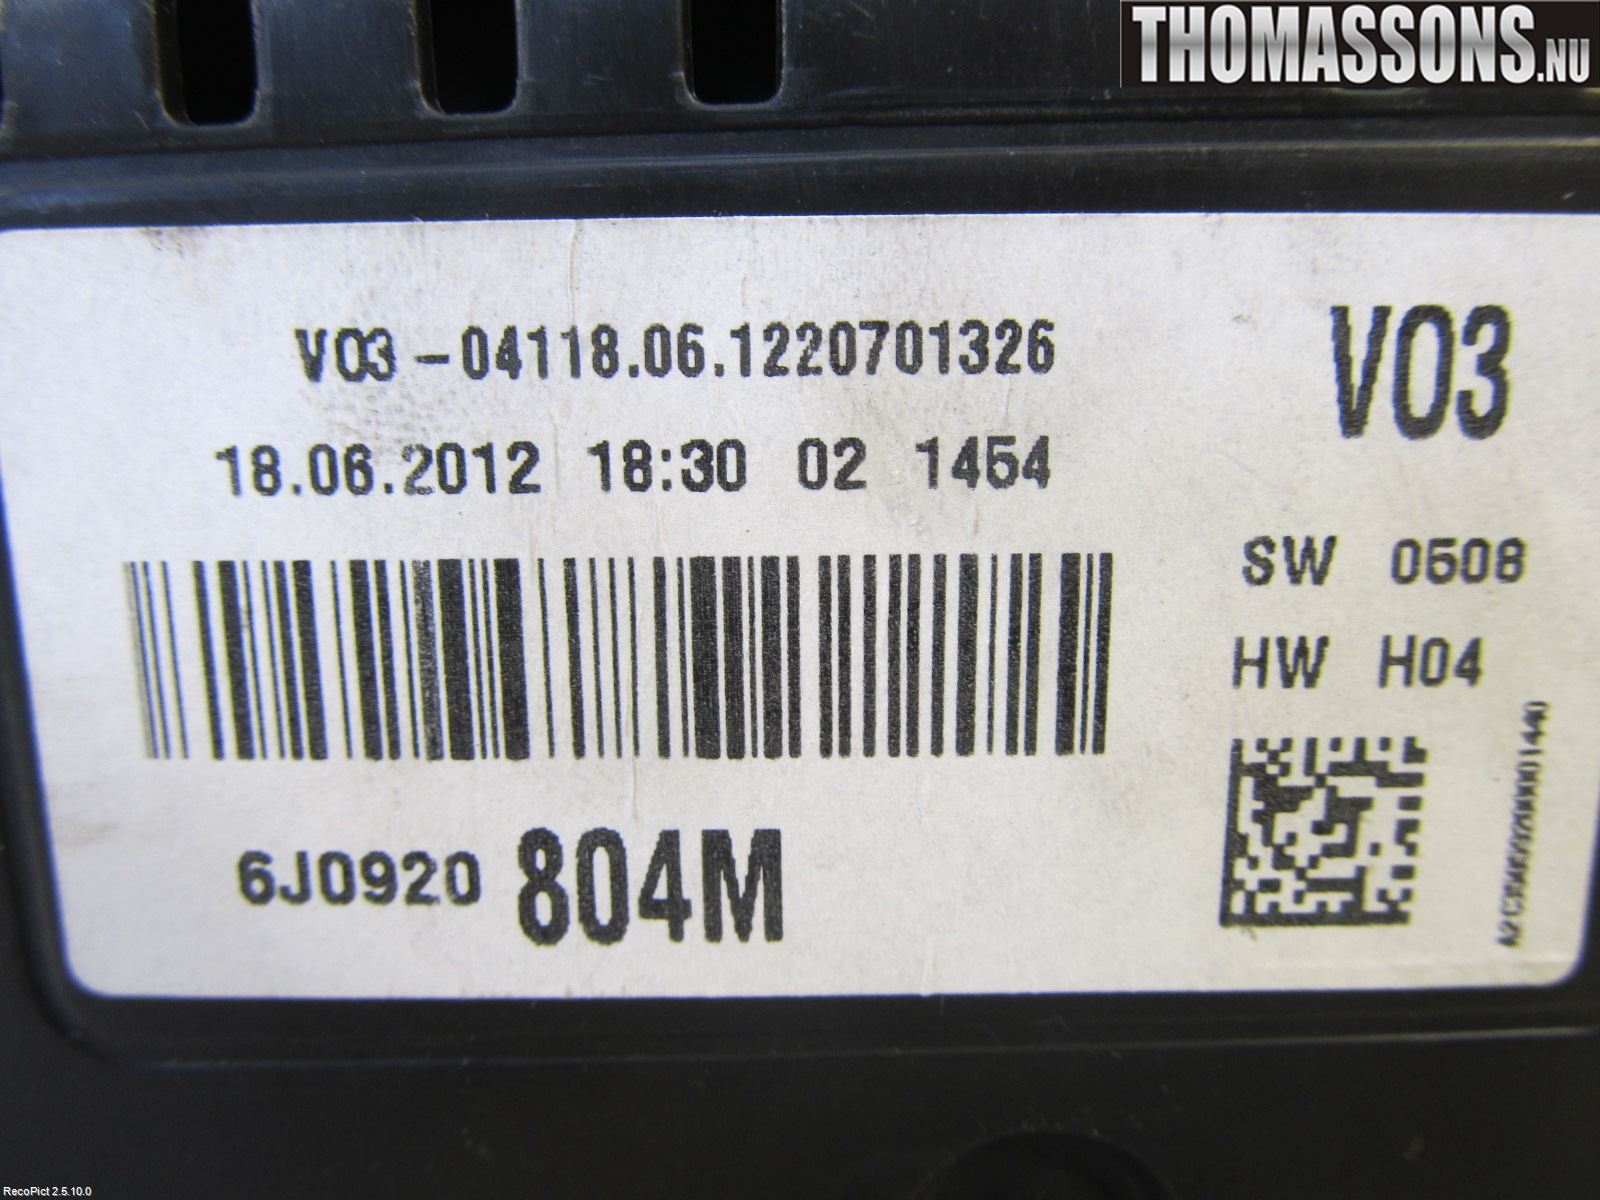 THOMASSONS.NU
V03-04118.06.1220701326
V03
18.06.2012 18:30 02 1454
SW 0508
HW H04
6J0920 804M
RecoPict 2.5.10.0